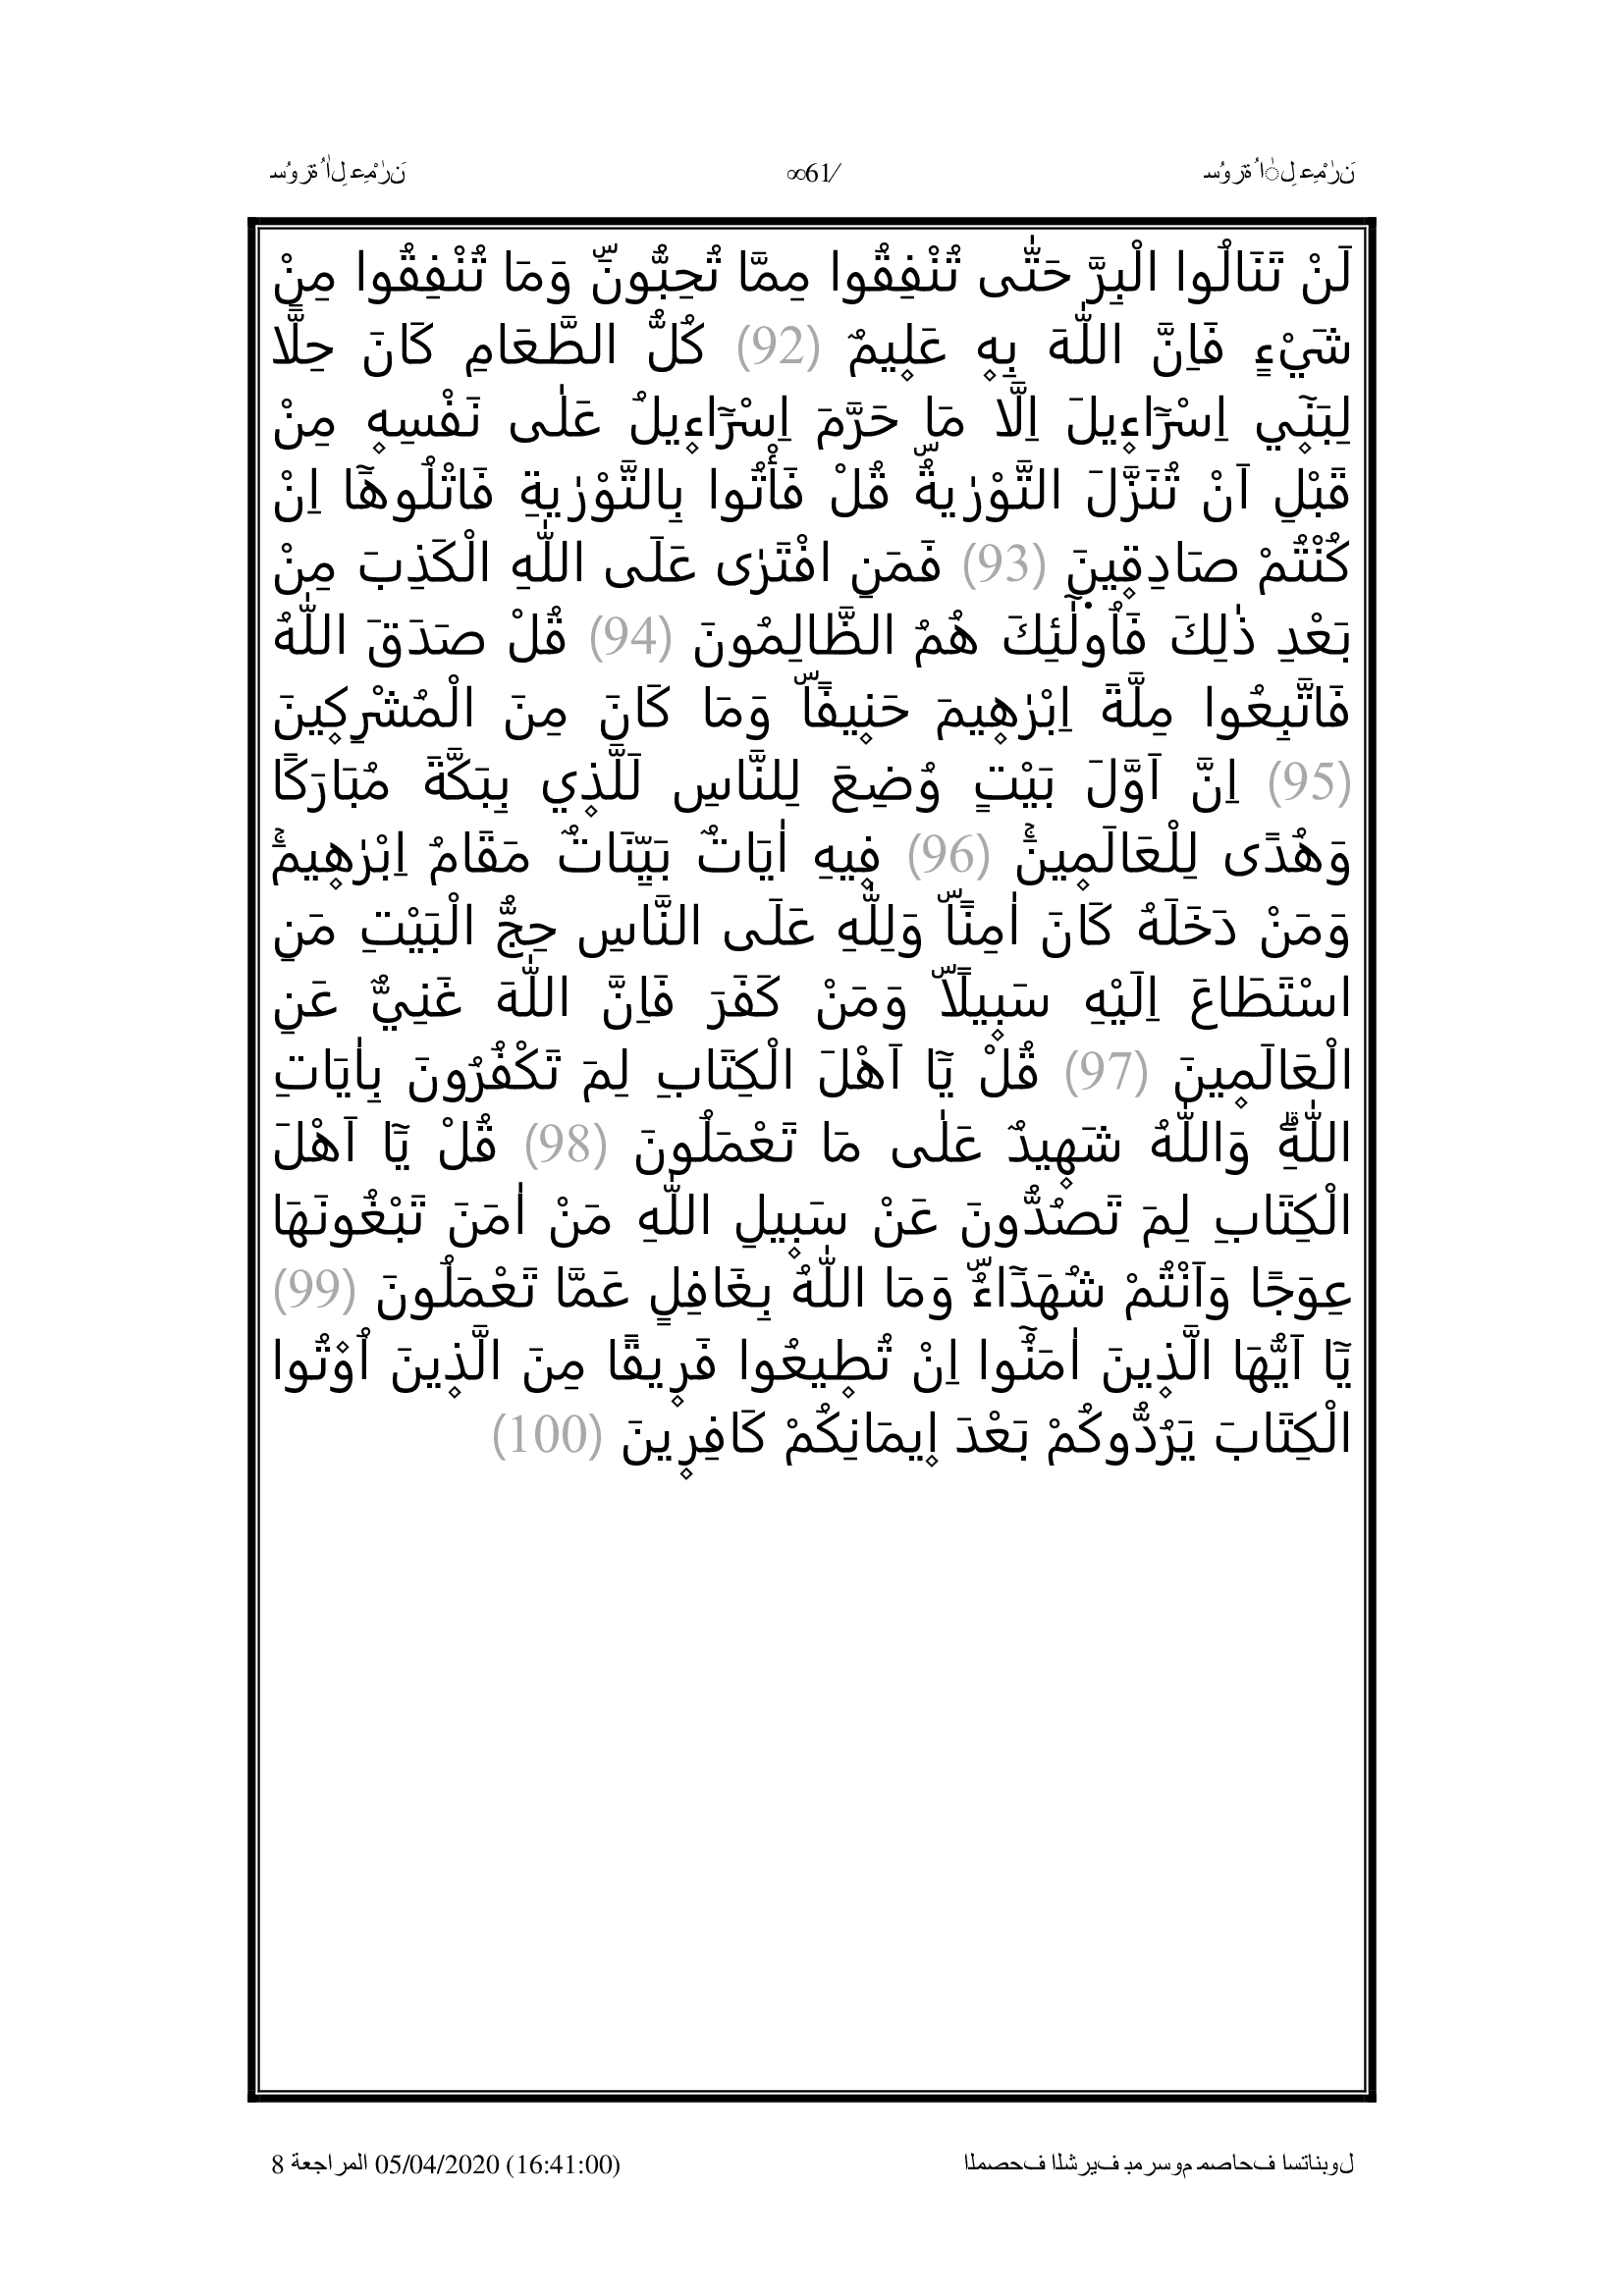 سُورَةُ اٰلِ عِمْرٰنَ
∞61/
سُورَةُ اٰلِ عِمْرٰنَ
لَنْ تَنَالُوا الْبِرَّ حَتّٰى تُنْفِقُوا مِمَّا تُحِبُّونَۜ وَمَا تُنْفِقُوا مِنْ
شَيْءٍ فَاِنَّ اللّٰهَ بِه۪ عَل۪يمٌ (92) كُلُّ الطَّعَامِ كَانَ حِلًّا
لِبَن۪ٓي اِسْرَٓاء۪يلَ اِلَّا مَا حَرَّمَ اِسْرَٓاء۪يلُ عَلٰى نَفْسِه۪ مِنْ
قَبْلِ اَنْ تُنَزَّلَ التَّوْرٰيةُۜ قُلْ فَأْتُوا بِالتَّوْرٰيةِ فَاتْلُوهَٓا اِنْ
كُنْتُمْ صَادِق۪ينَ (93) فَمَنِ افْتَرٰى عَلَى اللّٰهِ الْكَذِبَ مِنْ
بَعْدِ ذٰلِكَ فَاُو۬لٰٓئِكَ هُمُ الظَّالِمُونَ (94) قُلْ صَدَقَ اللّٰهُ
فَاتَّبِعُوا مِلَّةَ اِبْرٰه۪يمَ حَن۪يفًاۜ وَمَا كَانَ مِنَ الْمُشْرِك۪ينَ
(95) اِنَّ اَوَّلَ بَيْتٍ وُضِعَ لِلنَّاسِ لَلَّذ۪ي بِبَكَّةَ مُبَارَكًا
وَهُدًى لِلْعَالَم۪ينَۚ (96) ف۪يهِ اٰيَاتٌ بَيِّنَاتٌ مَقَامُ اِبْرٰه۪يمَۚ
وَمَنْ دَخَلَهُ كَانَ اٰمِنًاۜ وَلِلّٰهِ عَلَى النَّاسِ حِجُّ الْبَيْتِ مَنِ
اسْتَطَاعَ اِلَيْهِ سَب۪يلًاۜ وَمَنْ كَفَرَ فَاِنَّ اللّٰهَ غَنِيٌّ عَنِ
الْعَالَم۪ينَ (97) قُلْ يَٓا اَهْلَ الْكِتَابِ لِمَ تَكْفُرُونَ بِاٰيَاتِ
اللّٰهِۗ وَاللّٰهُ شَه۪يدٌ عَلٰى مَا تَعْمَلُونَ (98) قُلْ يَٓا اَهْلَ
الْكِتَابِ لِمَ تَصُدُّونَ عَنْ سَب۪يلِ اللّٰهِ مَنْ اٰمَنَ تَبْغُونَهَا
عِوَجًا وَاَنْتُمْ شُهَدَٓاءُۜ وَمَا اللّٰهُ بِغَافِلٍ عَمَّا تَعْمَلُونَ (99)
يَٓا اَيُّهَا الَّذ۪ينَ اٰمَنُٓوا اِنْ تُط۪يعُوا فَر۪يقًا مِنَ الَّذ۪ينَ اُو۫تُوا
الْكِتَابَ يَرُدُّوكُمْ بَعْدَ ا۪يمَانِكُمْ كَافِر۪ينَ (100)
المصحف الشريف بمرسوم مصاحف استانبول
المراجعة 8 05/04/2020 (16:41:00)